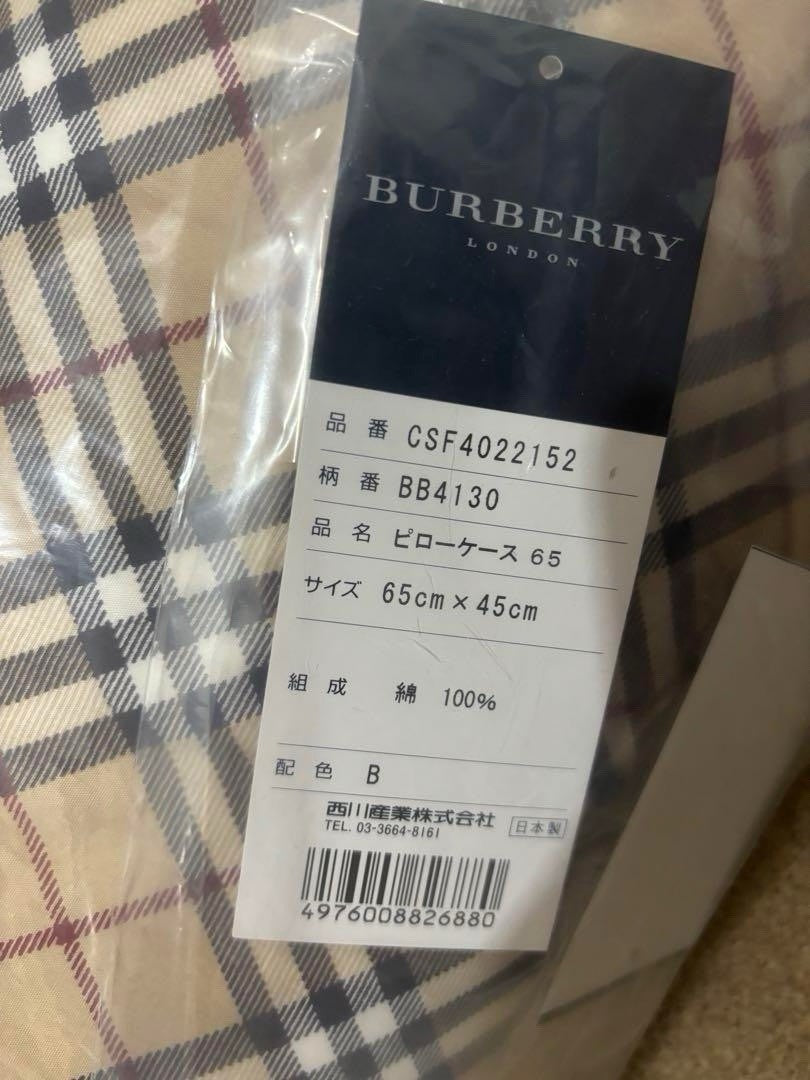 BURBERRY
LONDON
品番 CSF4022152
柄番 BB4130
品名 ピローケース 65
サイズ 65cm×45cm
組成 綿 100%
配色 B
西川産業株式会社
TEL. 03-3664-8161
日本製
4976008826880